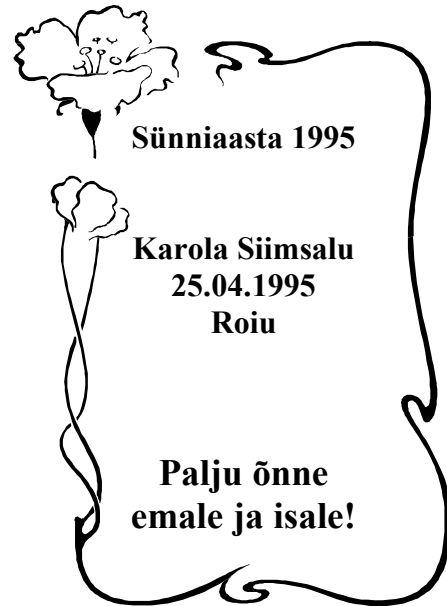 Sünniaasta 1995
Karola Siimsalu
25.04.1995
Roiu
Palju õnne
emale ja isale!